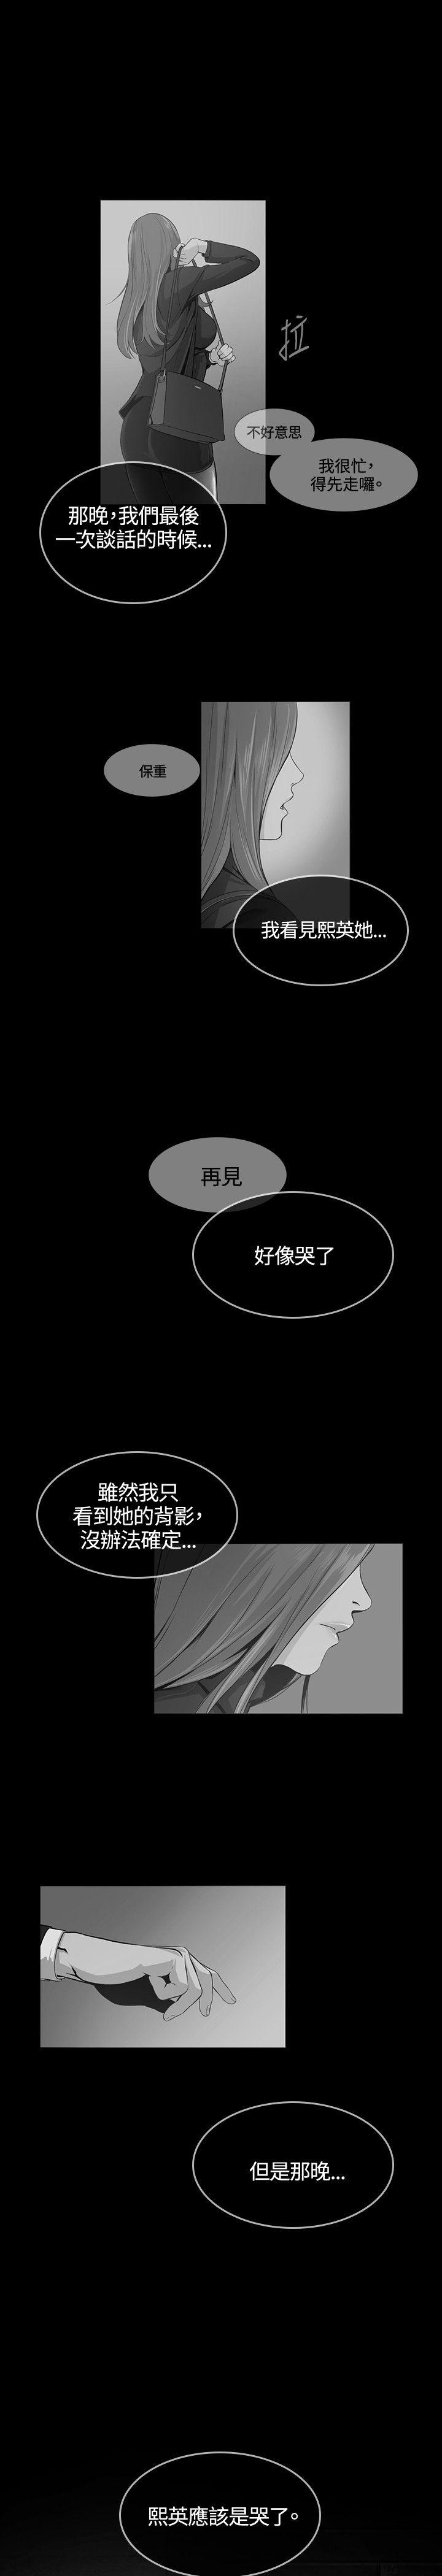 拉
不好意思
我很忙，
得先走囉。
那晚，我們最後
一次談話的時候...
保重
我看見熙英她...
再見
好像哭了
雖然我只
看到她的背影，
沒辦法確定...
但是那晚...
熙英應該是哭了。